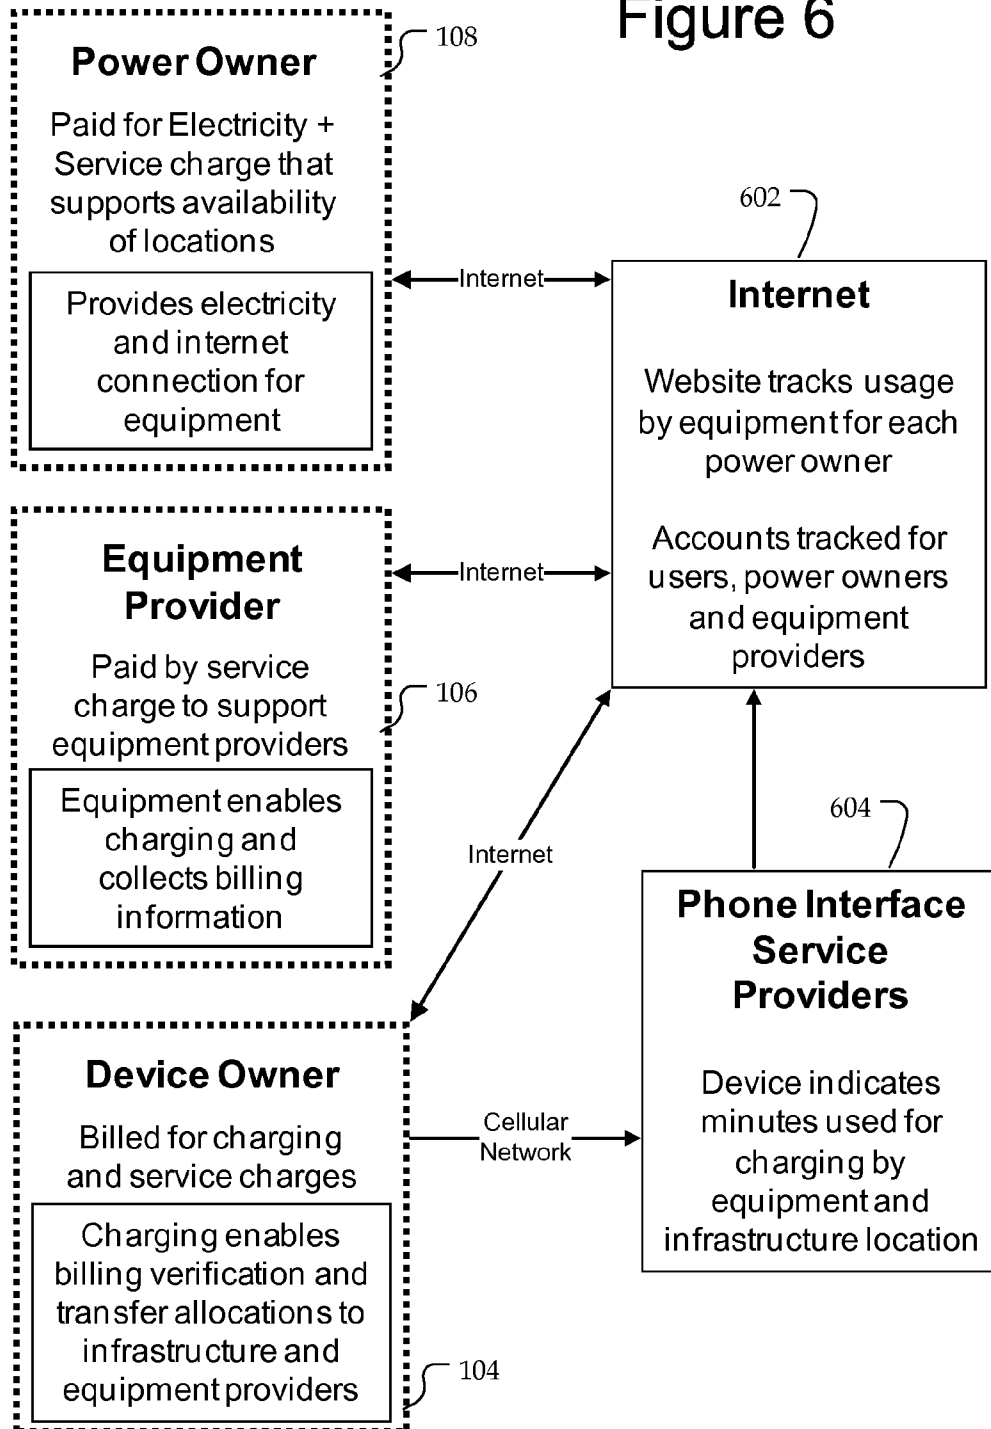 Figure 6
108
Power Owner
Paid for Electricity +
Service charge that
supports availability
of locations
Provides electricity
and internet
connection for
equipment
Internet
602
Internet
Website tracks usage
by equipment for each
power owner
Accounts tracked for
users, power owners
and equipment
providers
Equipment
Provider
Paid by service
charge to support
equipment providers
Equipment enables
charging and
collects billing
information
106
Internet
Internet
604
Phone Interface
Service
Providers
Device indicates
minutes used for
charging by
equipment and
infrastructure location
Device Owner
Billed for charging
and service charges
Charging enables
billing verification and
transfer allocations to
infrastructure and
equipment providers
104
Cellular
Network